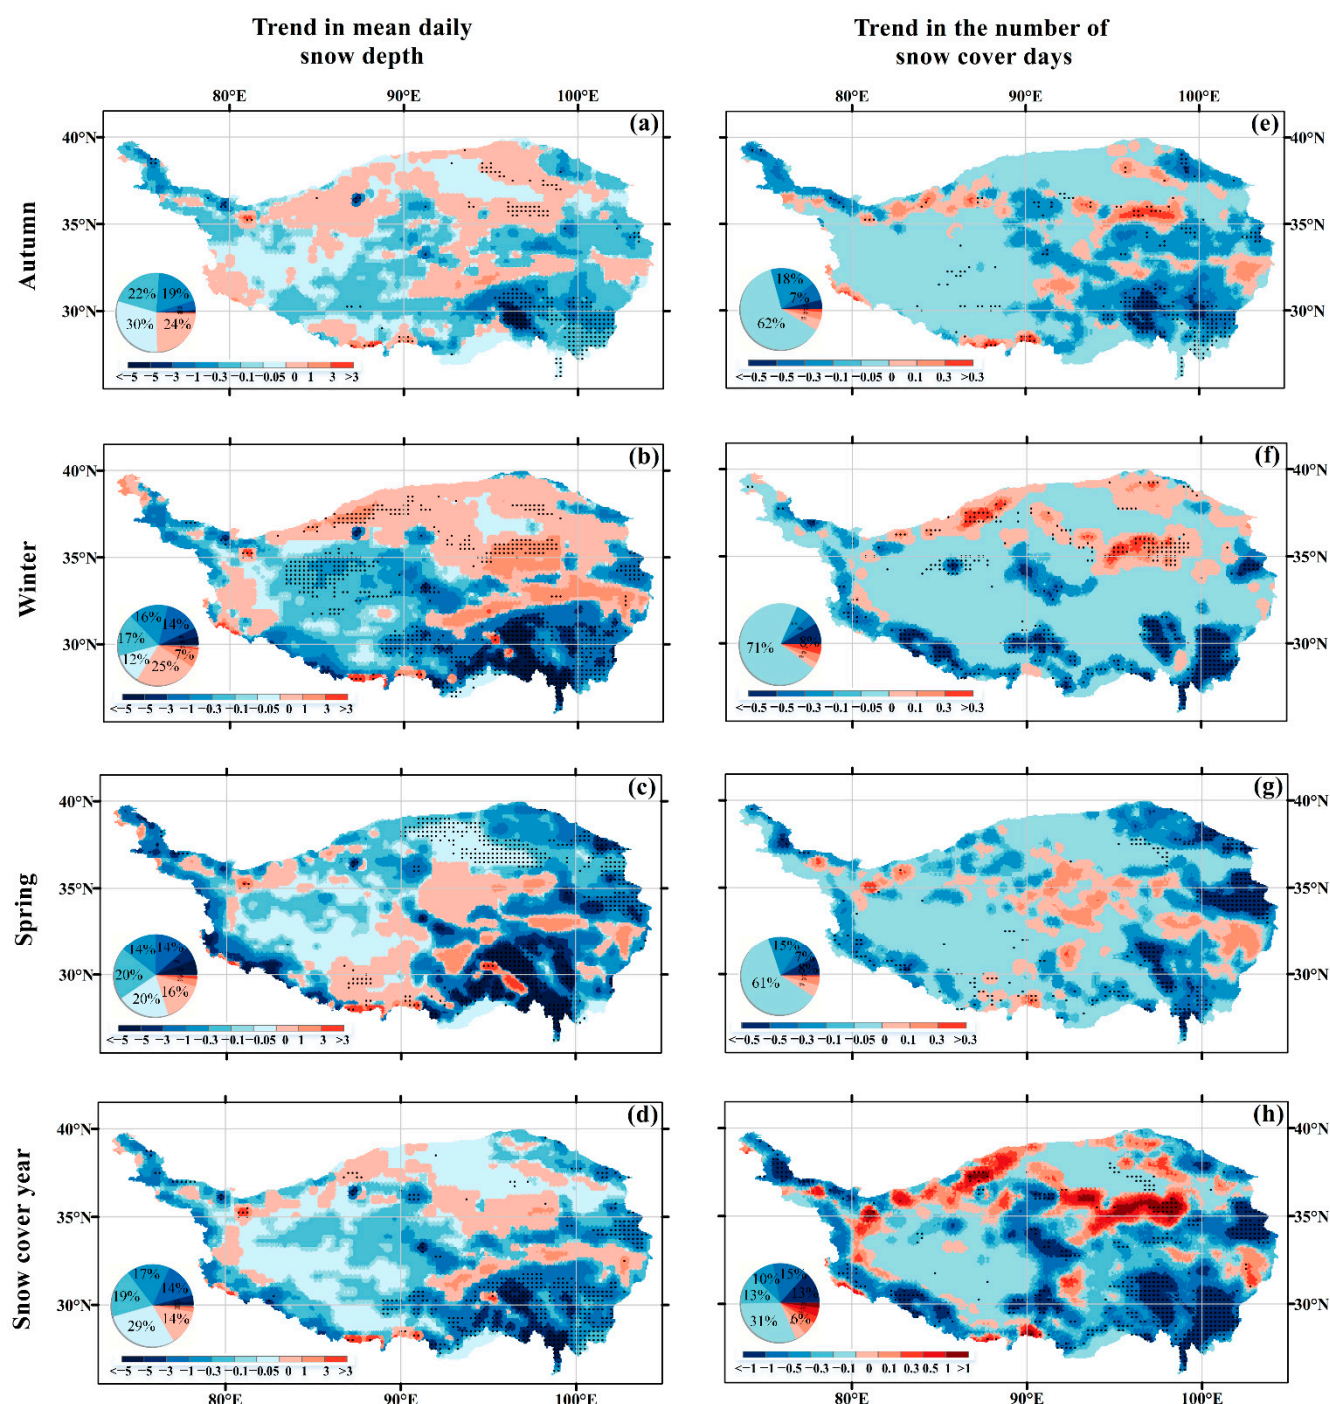 Trend in mean daily
snow depth
Trend in the number of
snow cover days
80°E 90°E 100°E
80°E 90°E 100°E
Autumn
40°N
35°N
30°N
(a)
22% 19%
30% 24%
<−5 −5 −3 −1 −0.3 −0.1 −0.05 0 1 3 >3
(e)
40°N
35°N
30°N
18%
7%
62%
<−0.5 −0.5 −0.3 −0.1 −0.05 0 0.1 0.3 >0.3
Winter
40°N
35°N
30°N
(b)
16% 14%
17%
12% 25% 7%
<−5 −5 −3 −1 −0.3 −0.1 −0.05 0 1 3 >3
(f)
40°N
35°N
30°N
71% 8%
<−0.5 −0.5 −0.3 −0.1 −0.05 0 0.1 0.3 >0.3
Spring
40°N
35°N
30°N
(c)
14% 14%
20%
20% 16%
<−5 −5 −3 −1 −0.3 −0.1 −0.05 0 1 3 >3
(g)
40°N
35°N
30°N
15%
7%
61%
<−0.5 −0.5 −0.3 −0.1 −0.05 0 0.1 0.3 >0.3
Snow cover year
40°N
35°N
30°N
(d)
17% 14%
19%
29% 14%
<−5 −5 −3 −1 −0.3 −0.1 −0.05 0 1 3 >3
(h)
40°N
35°N
30°N
10% 15%
13% 13%
31% 6%
<−1 −1 −0.5 −0.3 −0.1 0 0.1 0.3 0.5 1 >1
80°E 90°E 100°E
80°E 90°E 100°E